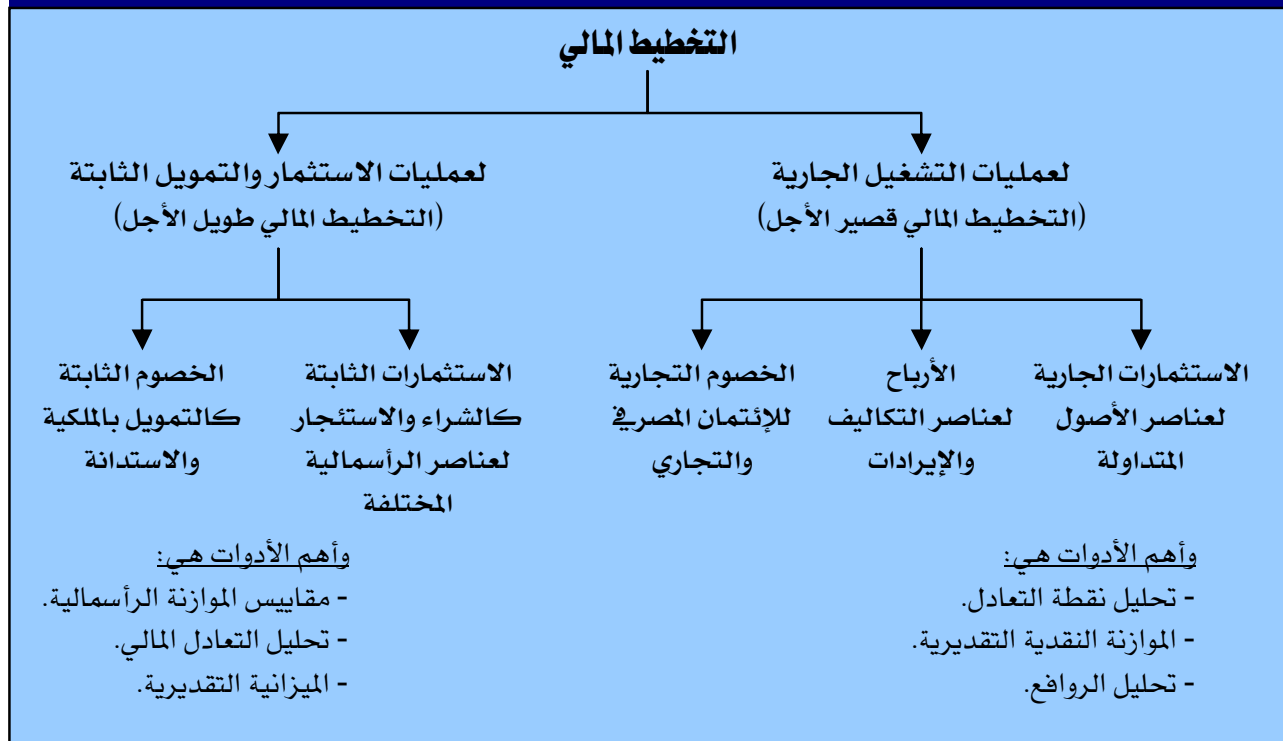 التخطيط المالي
لعمليات التشغيل الجارية
(التخطيط المالي قصير الأجل)
لعمليات الاستثمار والتمويل الثابتة
(التخطيط المالي طويل الأجل)
الاستثمارات الجارية
لعناصر الأصول
المتداولة
الأرباح
لعناصر التكاليف
والإيرادات
الخصوم التجارية
للإئتمان المصرفي
والتجاري
الاستثمارات الثابتة
كالشراء والاستئجار
لعناصر الرأسمالية
المختلفة
الخصوم الثابتة
كالتمويل بالملكية
والاستدانة
وأهم الأدوات هي:
- تحليل نقطة التعادل.
- الموازنة النقدية التقديرية.
- تحليل الروافع.
وأهم الأدوات هي:
- مقاييس الموازنة الرأسمالية.
- تحليل التعادل المالي.
- الميزانية التقديرية.